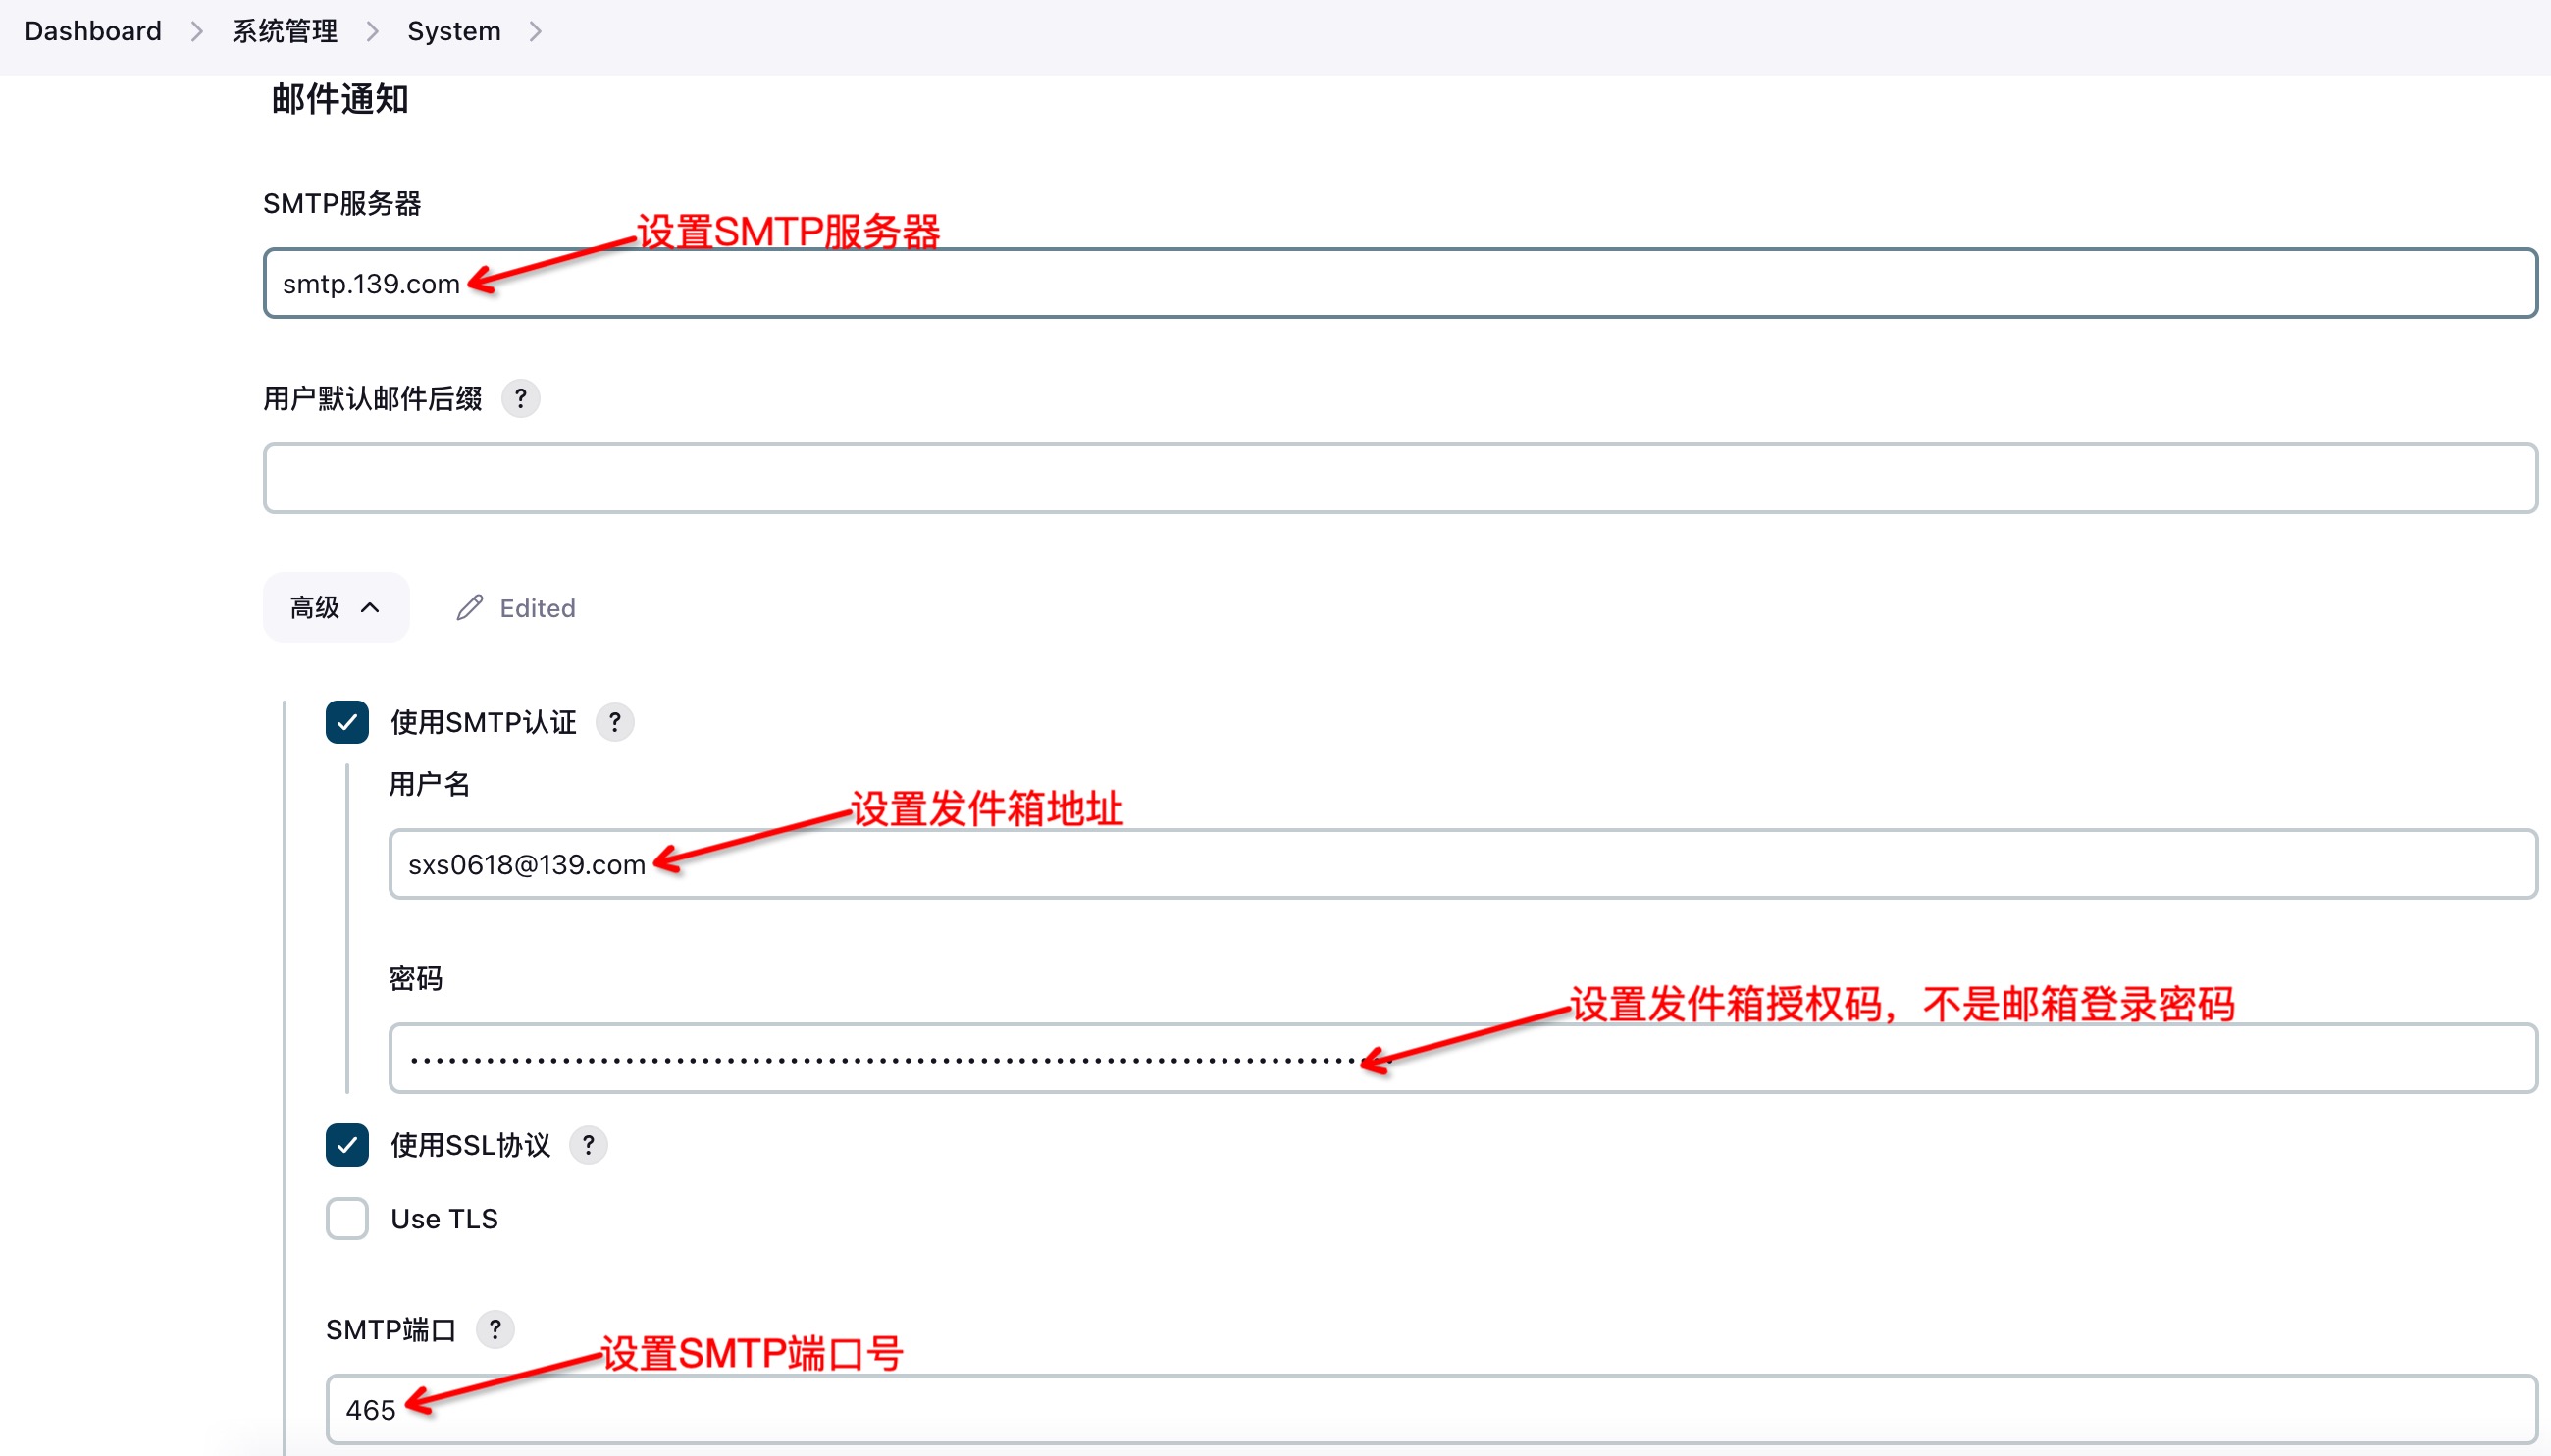 Dashboard > 系统管理 > System >
邮件通知
SMTP服务器
设置SMTP服务器
smtp.139.com
用户默认邮件后缀 ?
高级 Edited
使用SMTP认证 ?
用户名
设置发件箱地址
sxs0618@139.com
密码
设置发件箱授权码，不是邮箱登录密码
使用SSL协议 ?
Use TLS
SMTP端口 ?
设置SMTP端口号
465